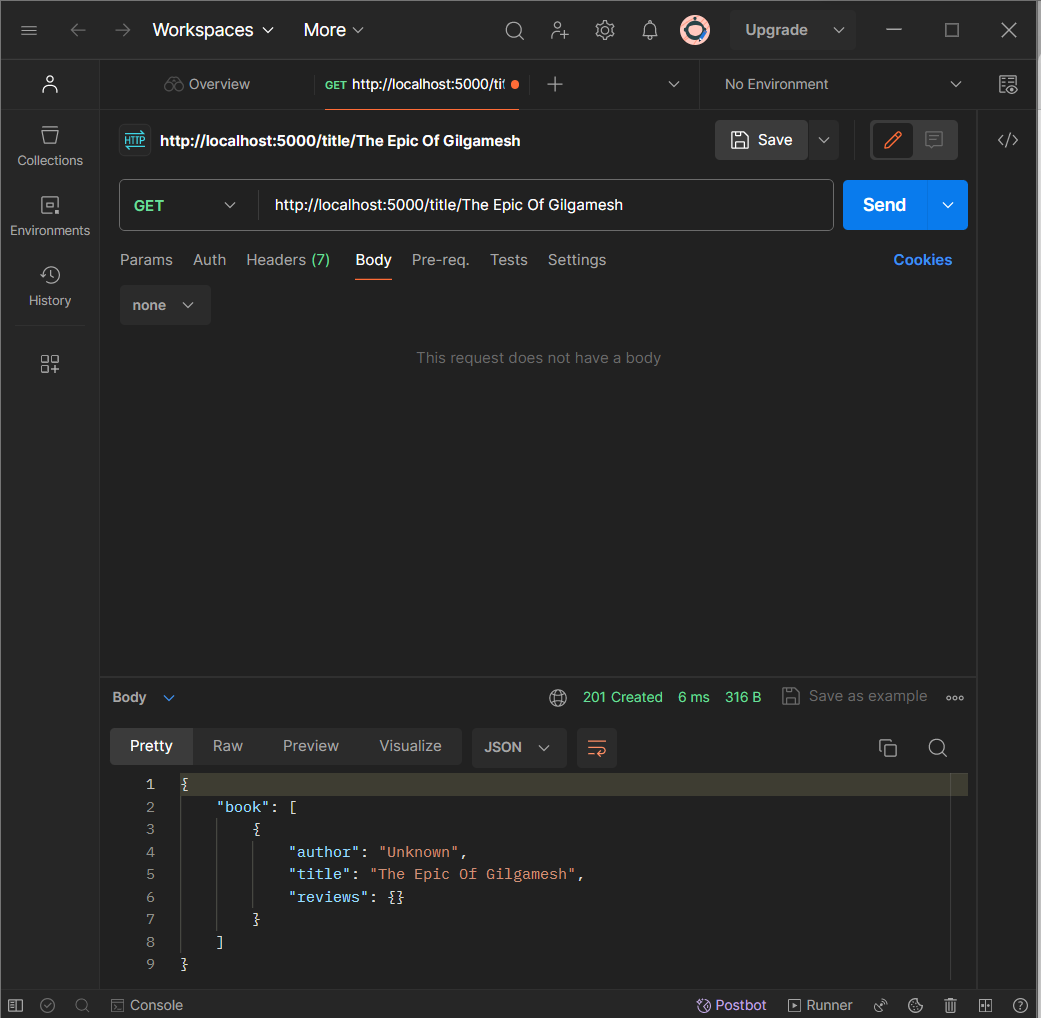 Workspaces More Upgrade
Overview GET http://localhost:5000/tit No Environment
HTTP http://localhost:5000/title/The Epic Of Gilgamesh Save
Collections
GET http://localhost:5000/title/The Epic Of Gilgamesh Send
Environments
Params Auth Headers (7) Body Pre-req. Tests Settings Cookies
History
none
This request does not have a body
Body 201 Created 6 ms 316 B Save as example
Pretty Raw Preview Visualize JSON
1 {
2 "book": [
3 {
4 "author": "Unknown",
5 "title": "The Epic Of Gilgamesh",
6 "reviews": {}
7 }
8 ]
9 }
Console Postbot Runner